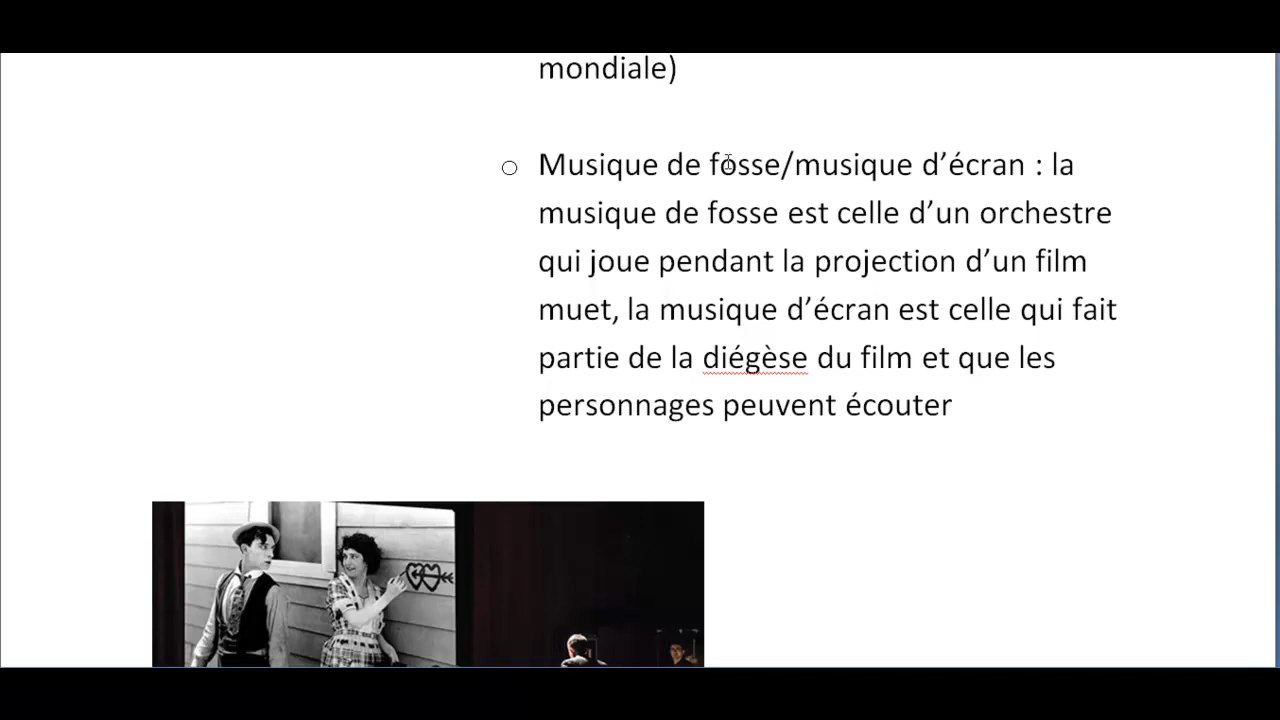 mondiale)
o Musique de fosse/musique d’écran : la
musique de fosse est celle d’un orchestre
qui joue pendant la projection d’un film
muet, la musique d’écran est celle qui fait
partie de la diégèse du film et que les
personnages peuvent écouter